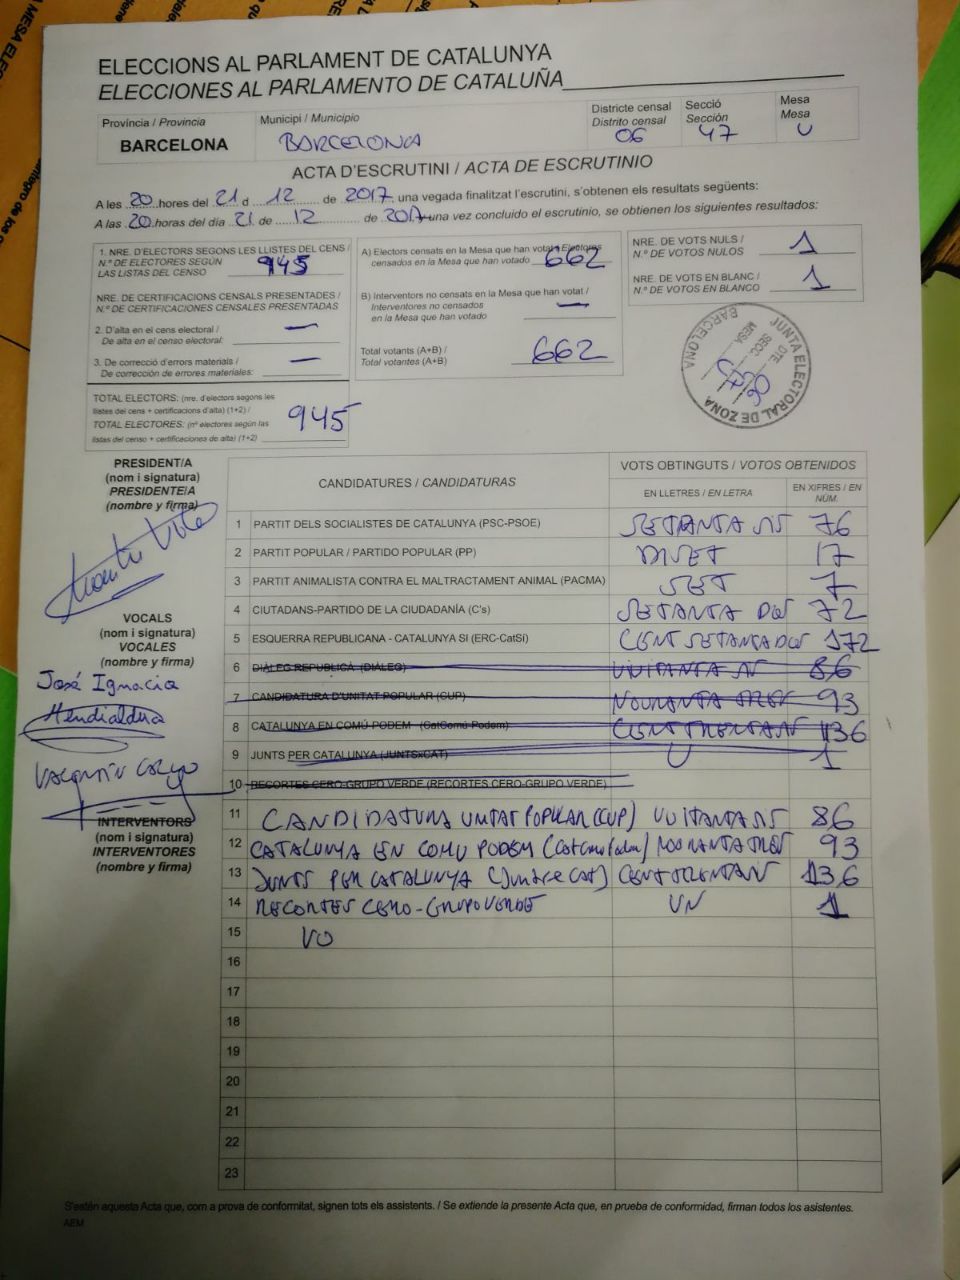 ELECCIONS AL PARLAMENT DE CATALUNYA
ELECCIONES AL PARLAMENTO DE CATALUÑA
Província / Provincia
BARCELONA
Municipi / Municipio
BARCELONA
Districte censal
Distrito censal
06
Secció
Sección
47
Mesa
Mesa
U
ACTA D'ESCRUTINI / ACTA DE ESCRUTINIO
A les 20 hores del 21 d 12 de 2017, una vegada finalitzat l'escrutini, s'obtenen els resultats següents:
A las 20 horas del día 21 de 12 de 2017 una vez concluido el escrutinio, se obtienen los siguientes resultados:
1. NRE. D'ELECTORS SEGONS LES LLISTES DEL CENS /
N.º DE ELECTORES SEGÚN
LAS LISTAS DEL CENSO 945
NRE. DE CERTIFICACIONS CENSALS PRESENTADES /
N.º DE CERTIFICACIONES CENSALES PRESENTADAS
2. D'alta en el cens electoral /
De alta en el censo electoral: —
3. De correcció d'errors materials /
De corrección de errores materiales: —
TOTAL ELECTORS: (nre. d'electors segons les
llistes del cens + certificacions d'alta) (1+2) /
TOTAL ELECTORES: (nº electores según las
listas del censo + certificaciones de alta) (1+2)
945
A) Electors censats en la Mesa que han votat / Electores
censados en la Mesa que han votado 662
B) Interventors no censats en la Mesa que han votat /
Interventores no censados
en la Mesa que han votado —
Total votants (A+B) /
Total votantes (A+B)
662
NRE. DE VOTS NULS /
N.º DE VOTOS NULOS 1
NRE. DE VOTS EN BLANC /
N.º DE VOTOS EN BLANCO 1
JUNTA ELECTORAL DE ZONA
BARCELONA
DTE.
SECC.
MESA
PRESIDENT/A
(nom i signatura)
PRESIDENTE/A
(nombre y firma)
VOCALS
(nom i signatura)
VOCALES
(nombre y firma)
José Ignacio
Mendialdua
INTERVENTORS
(nom i signatura)
INTERVENTORES
(nombre y firma)
CANDIDATURES / CANDIDATURAS
VOTS OBTINGUTS / VOTOS OBTENIDOS
EN LLETRES / EN LETRA
EN XIFRES / EN NÚM.
1 PARTIT DELS SOCIALISTES DE CATALUNYA (PSC-PSOE) SETANTA SIS 76
2 PARTIT POPULAR / PARTIDO POPULAR (PP) DISET 17
3 PARTIT ANIMALISTA CONTRA EL MALTRACTAMENT ANIMAL (PACMA) SET 7
4 CIUTADANS-PARTIDO DE LA CIUDADANÍA (C's) SETANTA DOS 72
5 ESQUERRA REPUBLICANA - CATALUNYA SI (ERC-CatSí) CENT SETANTA DOS 172
6 DIÀLEG REPUBLICÀ (DIÀLEG) VUITANTA SIS 86
7 CANDIDATURA D'UNITAT POPULAR (CUP) NOURANTA TRES 93
8 CATALUNYA EN COMÚ PODEM (CatComú-Podem) CENT TRENTA SIS 136
9 JUNTS PER CATALUNYA (JUNTSxCAT) U 1
10 RECORTES CERO-GRUPO VERDE (RECORTES CERO-GRUPO VERDE)
11 CANDIDATURA UNITAT POPULAR (CUP) VUITANTA SIS 86
12 CATALUNYA EN COMU PODEM (Catcomu Podem) NOURANTA TRES 93
13 JUNTS PER CATALUNYA (JuntsxCat) CENT TRENTA SIS 136
14 RECORTES CERO-GRUPO VERDE UN 1
15 VO
16
17
18
19
20
21
22
23
S'estén aquesta Acta que, com a prova de conformitat, signen tots els assistents. / Se extiende la presente Acta que, en prueba de conformidad, firman todos los asistentes.
AEM